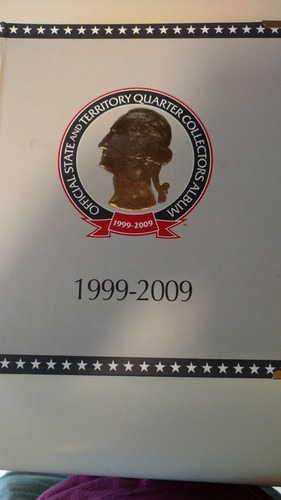 OFFICIAL STATE AND TERRITORY QUARTER COLLECTORS ALBUM
1999-2009
1999-2009